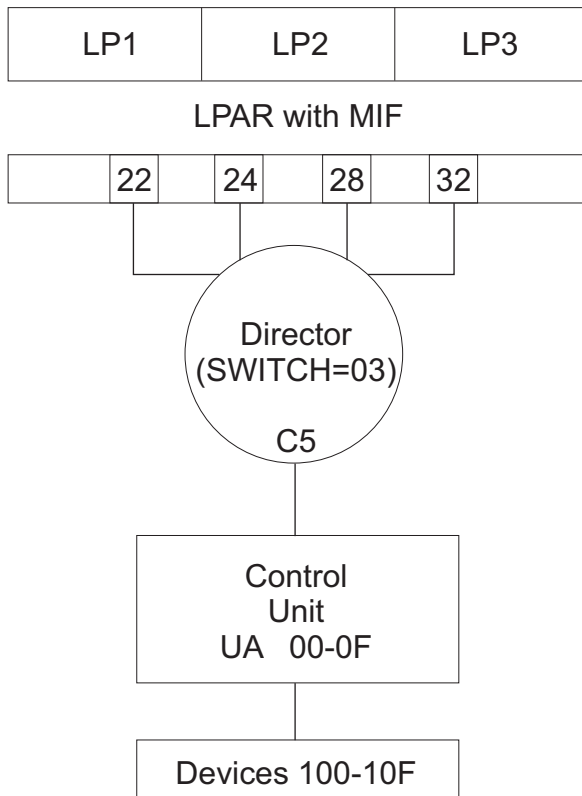 LP1 LP2 LP3
LPAR with MIF
22 24 28 32
Director
(SWITCH=03)
C5
Control
Unit
UA 00-0F
Devices 100-10F